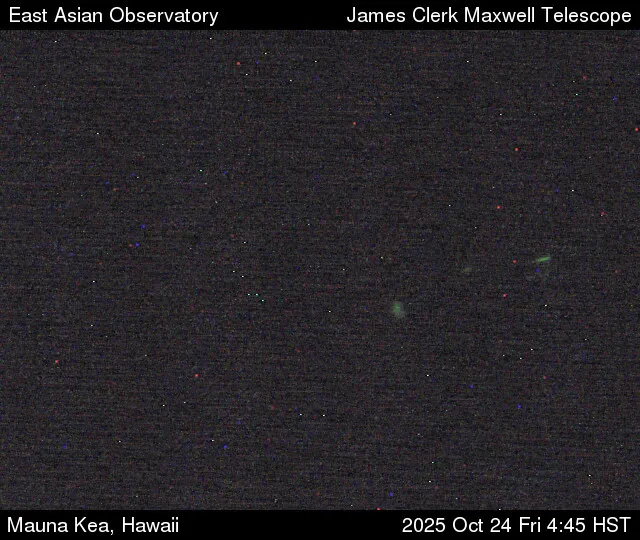 East Asian Observatory
James Clerk Maxwell Telescope
Mauna Kea, Hawaii
2025 Oct 24 Fri 4:45 HST